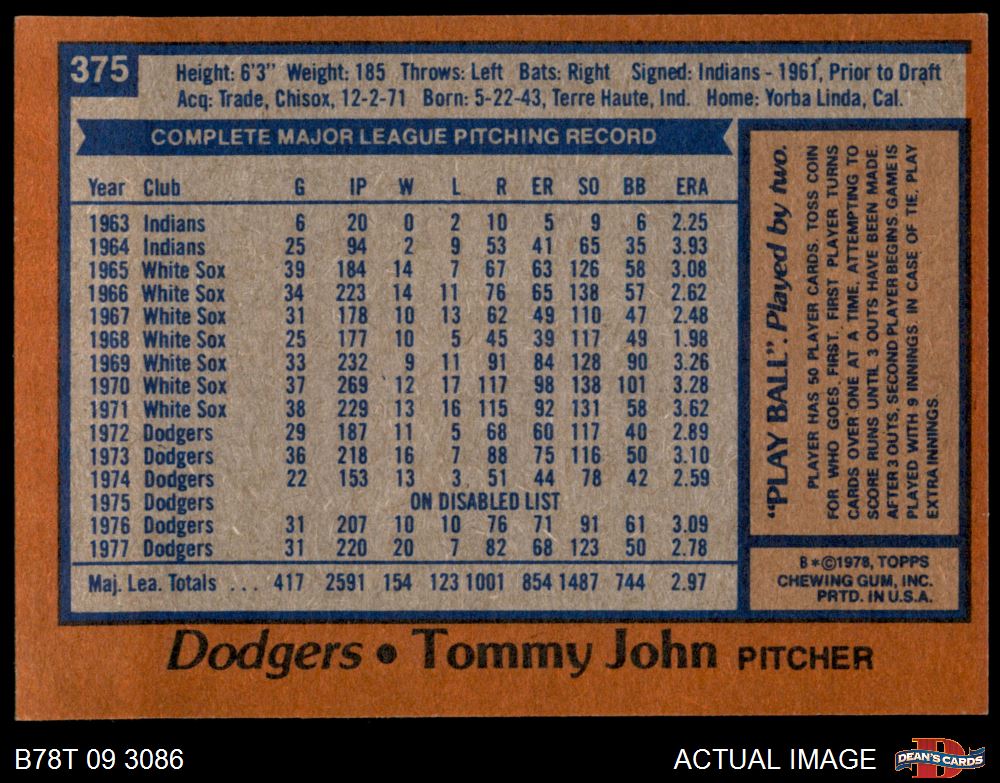 375
Height: 6'3" Weight: 185 Throws: Left Bats: Right Signed: Indians - 1961, Prior to Draft
Acq: Trade, Chisox, 12-2-71 Born: 5-22-43, Terre Haute, Ind. Home: Yorba Linda, Cal.
COMPLETE MAJOR LEAGUE PITCHING RECORD
Year Club G IP W L R ER SO BB ERA
1963 Indians 6 20 0 2 10 5 9 6 2.25
1964 Indians 25 94 2 9 53 41 65 35 3.93
1965 White Sox 39 184 14 7 67 63 126 58 3.08
1966 White Sox 34 223 14 11 76 65 138 57 2.62
1967 White Sox 31 178 10 13 62 49 110 47 2.48
1968 White Sox 25 177 10 5 45 39 117 49 1.98
1969 White Sox 33 232 9 11 91 84 128 90 3.26
1970 White Sox 37 269 12 17 117 98 138 101 3.28
1971 White Sox 38 229 13 16 115 92 131 58 3.62
1972 Dodgers 29 187 11 5 68 60 117 40 2.89
1973 Dodgers 36 218 16 7 88 75 116 50 3.10
1974 Dodgers 22 153 13 3 51 44 78 42 2.59
1975 Dodgers ON DISABLED LIST
1976 Dodgers 31 207 10 10 76 71 91 61 3.09
1977 Dodgers 31 220 20 7 82 68 123 50 2.78
Maj. Lea. Totals . . . 417 2591 154 123 1001 854 1487 744 2.97
"PLAY BALL". Played by two.
PLAYER HAS 50 PLAYER CARDS. TOSS COIN
FOR WHO GOES FIRST. FIRST PLAYER TURNS
CARDS OVER ONE AT A TIME, ATTEMPTING TO
SCORE RUNS UNTIL 3 OUTS HAVE BEEN MADE.
AFTER 3 OUTS, SECOND PLAYER BEGINS. GAME IS
PLAYED WITH 9 INNINGS. IN CASE OF TIE, PLAY
EXTRA INNINGS.
B*©1978, TOPPS
CHEWING GUM, INC.
PRTD. IN U.S.A.
Dodgers • Tommy John PITCHER
B78T 09 3086
ACTUAL IMAGE
D
DEAN'S CARDS